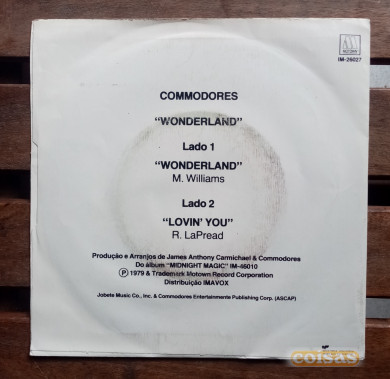 MOTOWN
IM-26027
COMMODORES
"WONDERLAND"
Lado 1
"WONDERLAND"
M. Williams
Lado 2
"LOVIN' YOU"
R. LaPread
Produção e Arranjos de James Anthony Carmichael & Commodores
Do álbum "MIDNIGHT MAGIC" IM-46010
Ⓟ 1979 & Trademark Motown Record Corporation
Distribuição IMAVOX
Jobete Music Co., Inc. & Commodores Entertainments Publishing Corp. (ASCAP)
coisas